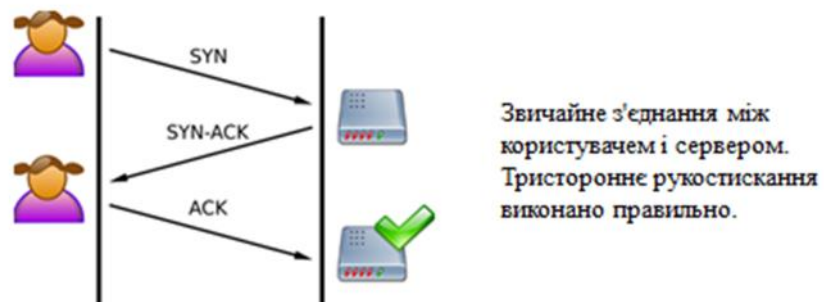 SYN
SYN-ACK
ACK
Звичайне з'єднання між
користувачем і сервером.
Тристороннє рукостискання
виконано правильно.